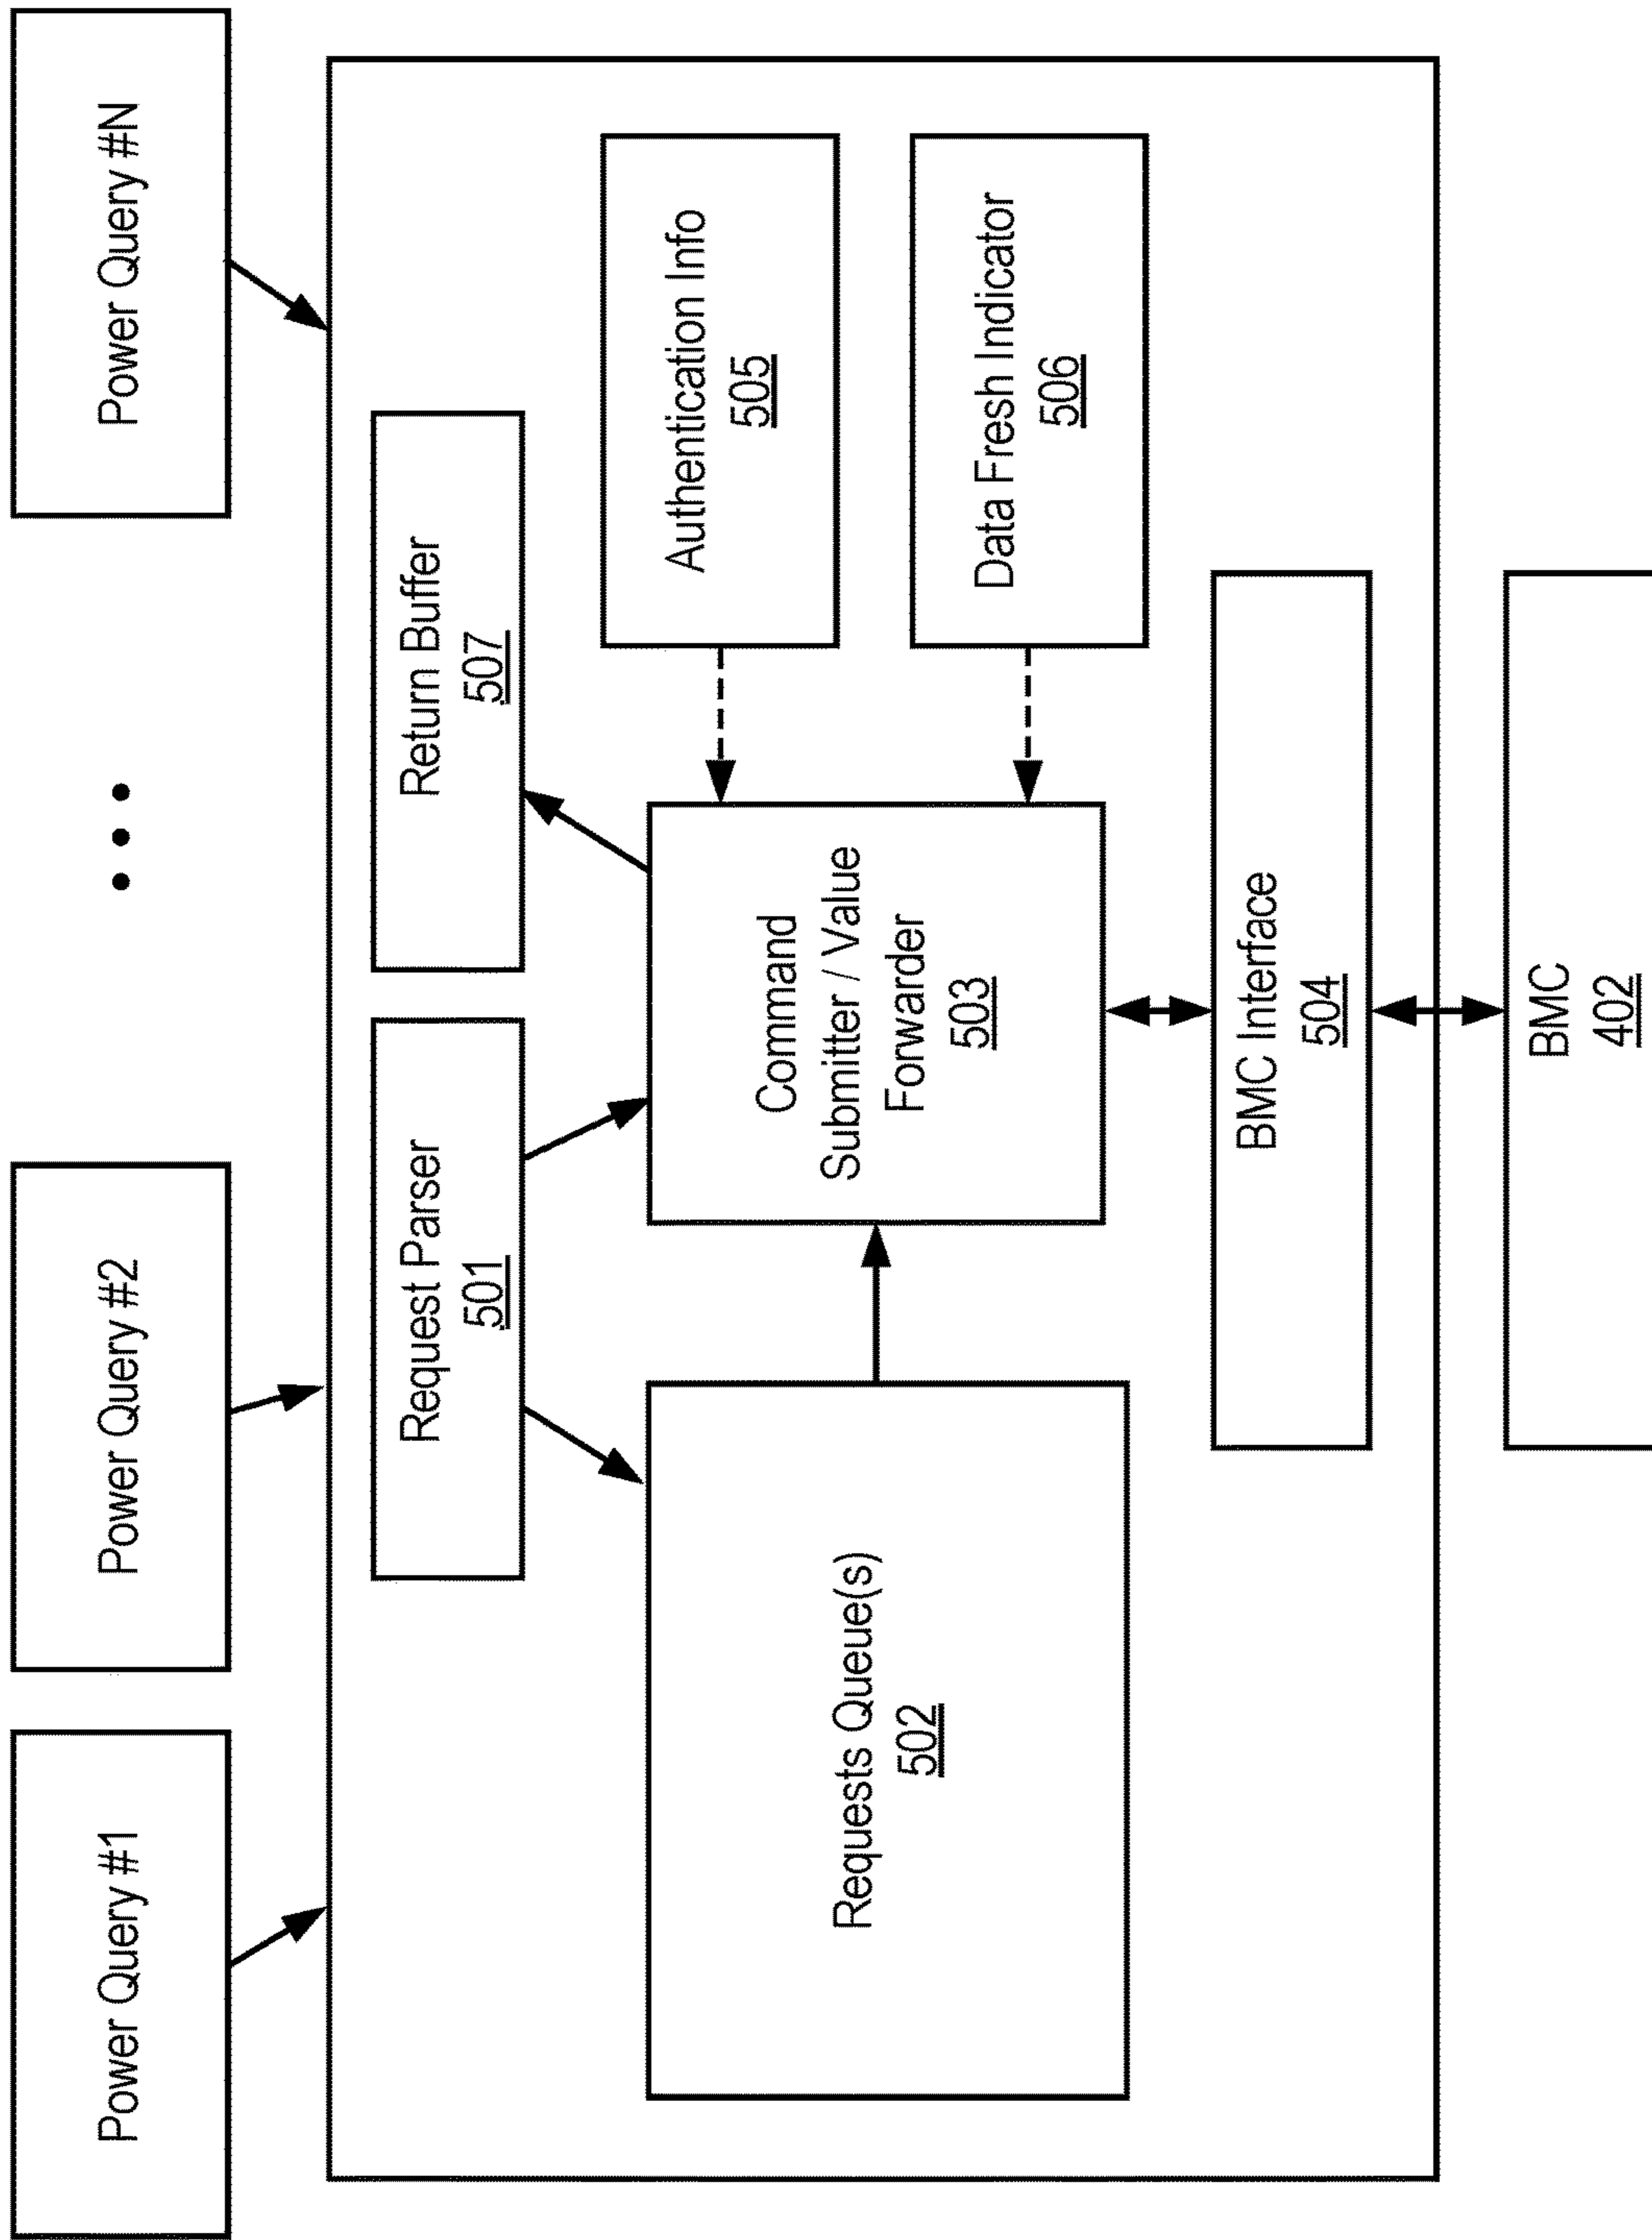 Power Query #1
Power Query #2
• • •
Power Query #N
Request Parser
501
Return Buffer
507
Requests Queue(s)
502
Command
Submitter / Value
Forwarder
503
Authentication Info
505
Data Fresh Indicator
506
BMC Interface
504
BMC
402